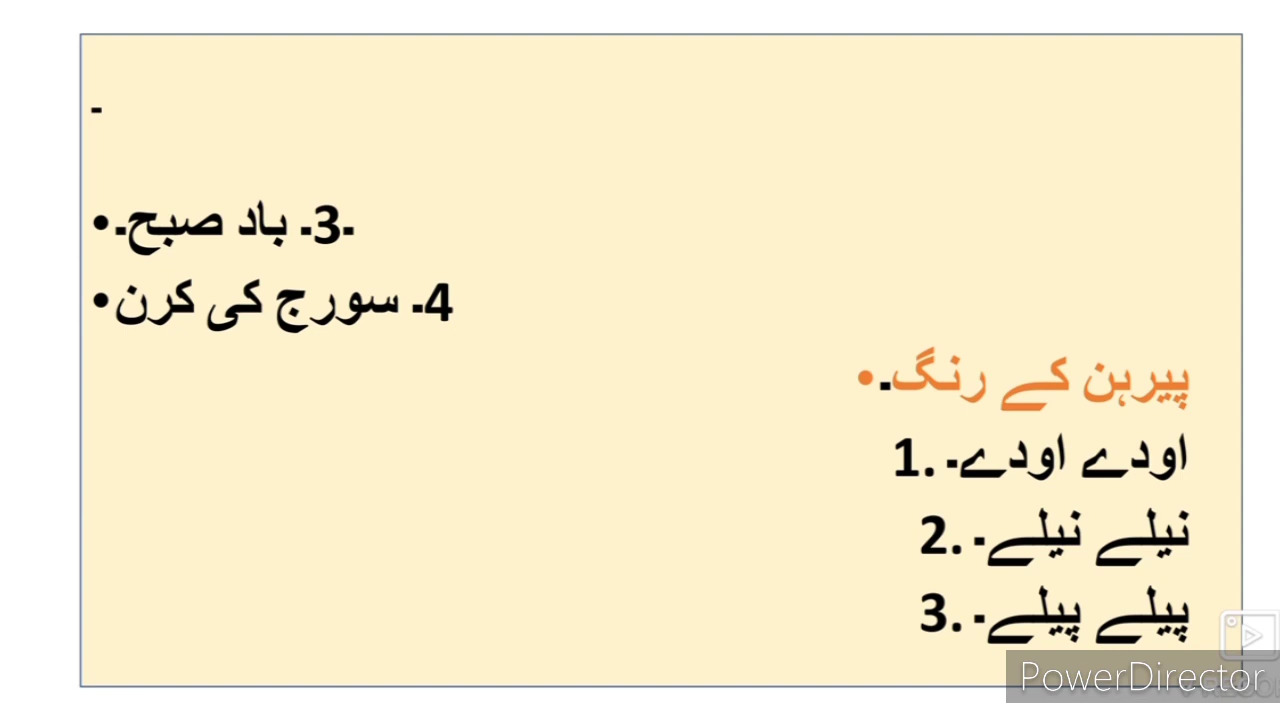 -
•۔3۔ باد صبح۔
•4۔ سورج کی کرن
•پیرہن کے رنگ۔
1. اودے اودے۔
2. نیلے نیلے۔
3. پیلے پیلے۔
PowerDirector